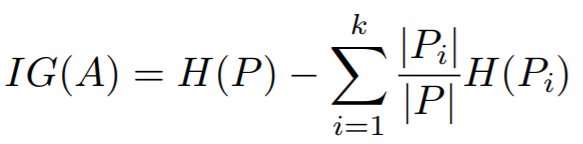 IG(A) = H(P) − \sum_{i=1}^{k} \frac{|P_i|}{|P|} H(P_i)